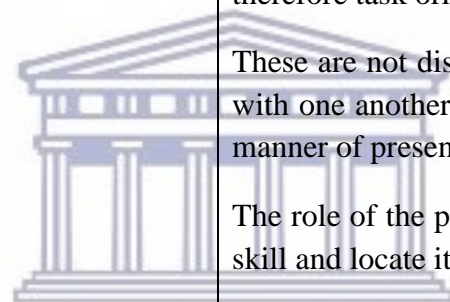 therefore task ori
These are not dis
with one another
manner of presen
The role of the p
skill and locate it